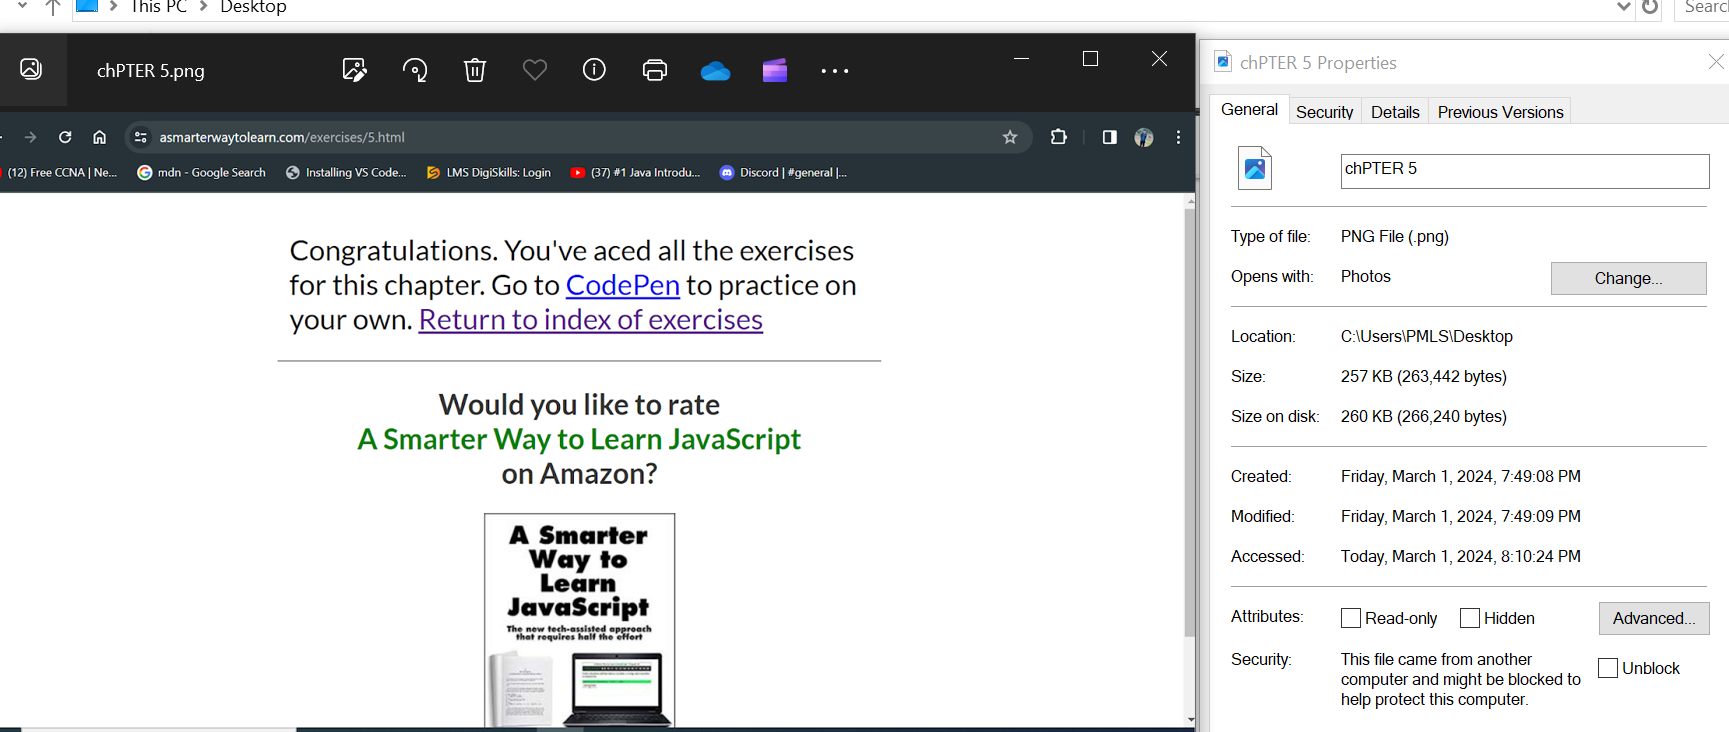 This PC > Desktop
Searc
chPTER 5.png
asmarterwaytolearn.com/exercises/5.html
(12) Free CCNA | Ne...
mdn - Google Search
Installing VS Code...
LMS DigiSkills: Login
(37) #1 Java Introdu...
Discord | #general |...
Congratulations. You've aced all the exercises
for this chapter. Go to CodePen to practice on
your own. Return to index of exercises
Would you like to rate
A Smarter Way to Learn JavaScript
on Amazon?
A Smarter
Way to
Learn
JavaScript
The new tech-assisted approach
that requires half the effort
chPTER 5 Properties
General
Security
Details
Previous Versions
chPTER 5
Type of file: PNG File (.png)
Opens with: Photos
Change...
Location: C:\Users\PMLS\Desktop
Size: 257 KB (263,442 bytes)
Size on disk: 260 KB (266,240 bytes)
Created: Friday, March 1, 2024, 7:49:08 PM
Modified: Friday, March 1, 2024, 7:49:09 PM
Accessed: Today, March 1, 2024, 8:10:24 PM
Attributes: Read-only Hidden Advanced...
Security: This file came from another
computer and might be blocked to
help protect this computer.
Unblock